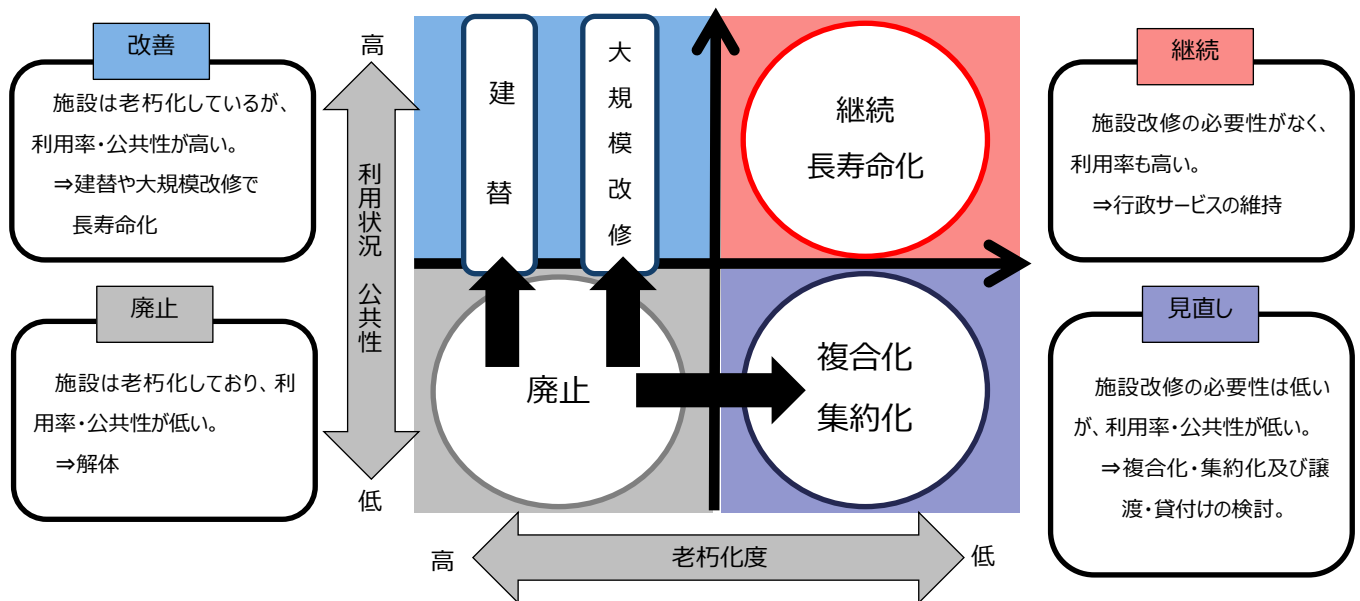 改善
施設は老朽化しているが、
利用率・公共性が高い。
⇒建替や大規模改修で
長寿命化
廃止
施設は老朽化しており、利
用率・公共性が低い。
⇒解体
高
利用状況 公共性
低
建替
大規模改修
継続
長寿命化
廃止
複合化
集約化
高
老朽化度
低
継続
施設改修の必要性がなく、
利用率も高い。
⇒行政サービスの維持
見直し
施設改修の必要性は低い
が、利用率・公共性が低い。
⇒複合化・集約化及び譲
渡・貸付けの検討。